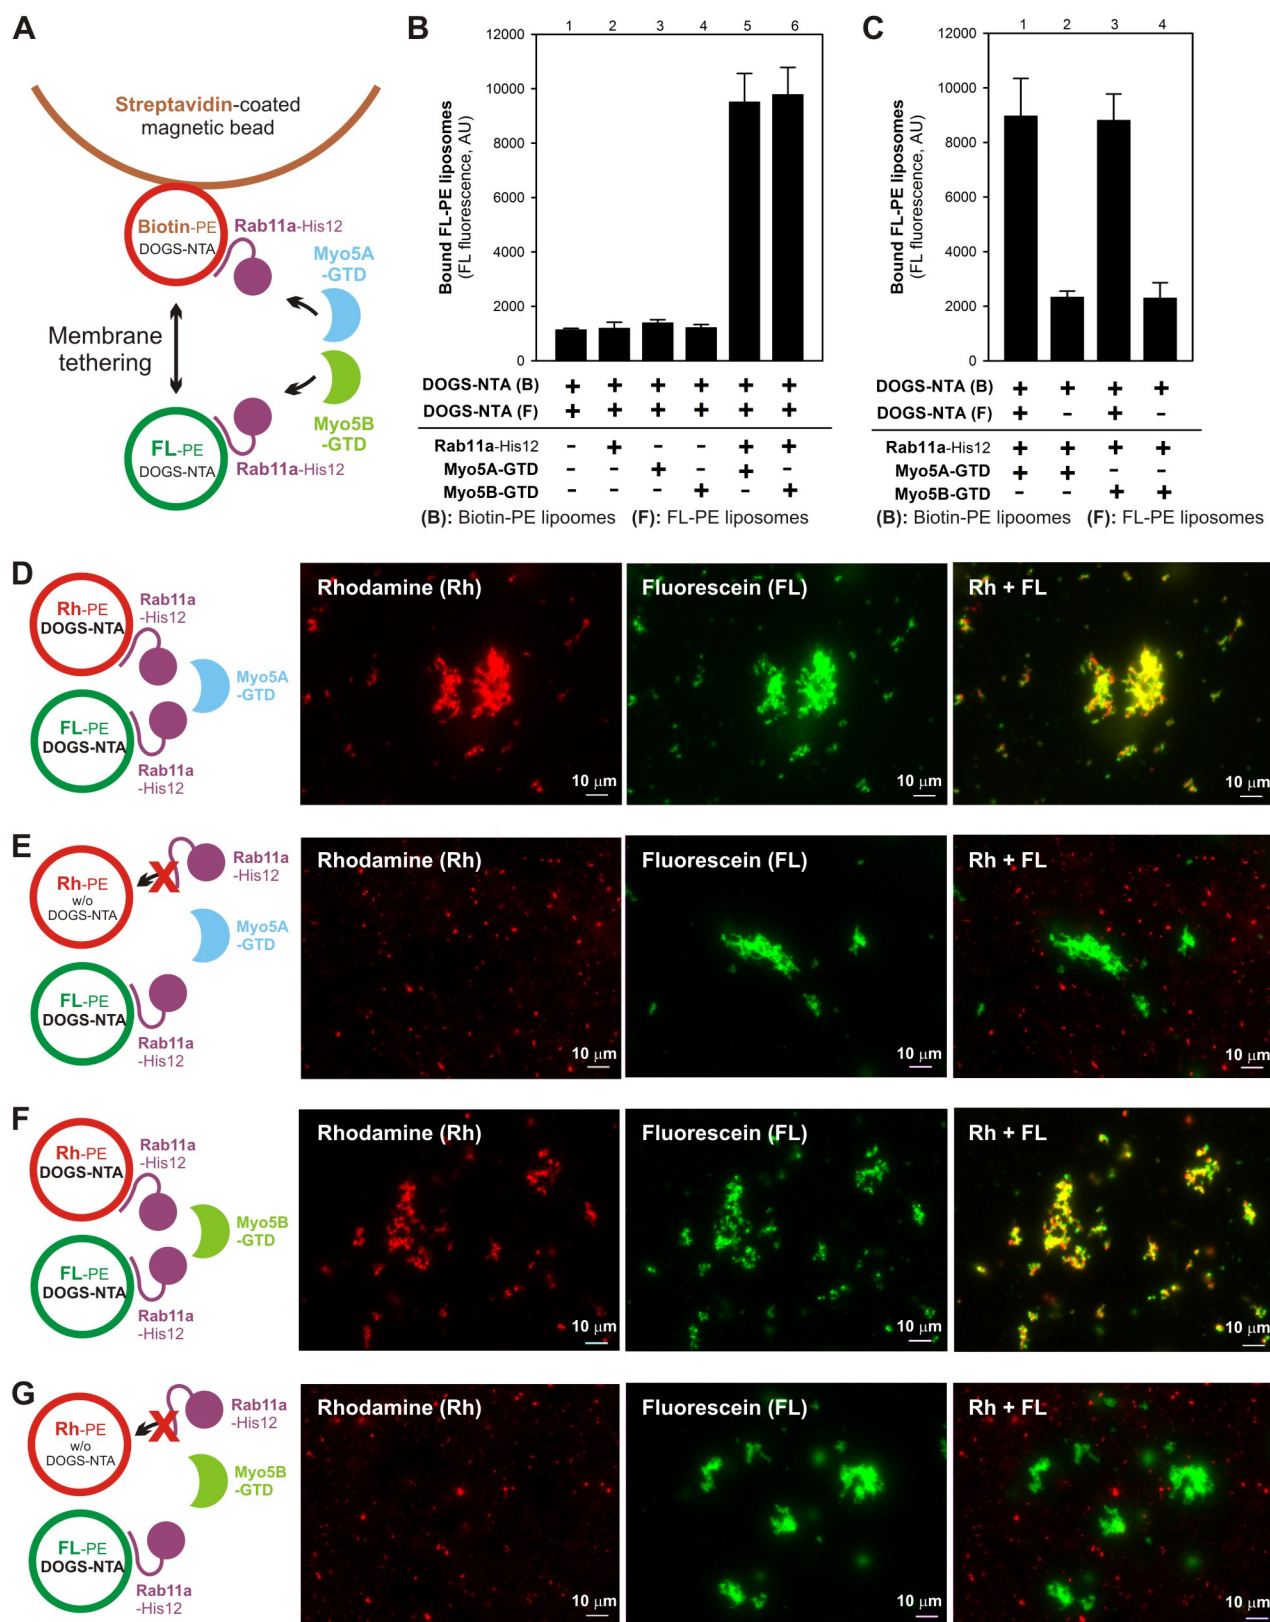 A
Streptavidin-coated
magnetic bead
Biotin-PE
DOGS-NTA
Rab11a-His12
Myo5A
-GTD
Membrane
tethering
Myo5B
-GTD
FL-PE
DOGS-NTA
Rab11a-His12
B
1 2 3 4 5 6
12000
10000
8000
6000
4000
2000
0
Bound FL-PE liposomes
(FL fluorescence, AU)
DOGS-NTA (B) + + + + + +
DOGS-NTA (F) + + + + + +
Rab11a-His12 - + - - + +
Myo5A-GTD - - + - + -
Myo5B-GTD - - - + - +
(B): Biotin-PE lipoomes (F): FL-PE liposomes
C
1 2 3 4
12000
10000
8000
6000
4000
2000
0
Bound FL-PE liposomes
(FL fluorescence, AU)
DOGS-NTA (B) + + + +
DOGS-NTA (F) + - + -
Rab11a-His12 + + + +
Myo5A-GTD + + - -
Myo5B-GTD - - + +
(B): Biotin-PE lipoomes (F): FL-PE liposomes
D
Rh-PE
DOGS-NTA
Rab11a
-His12
Myo5A
-GTD
FL-PE
DOGS-NTA
Rab11a
-His12
Rhodamine (Rh)
10 μm
Fluorescein (FL)
10 μm
Rh + FL
10 μm
E
Rh-PE
w/o
DOGS-NTA
X
Rab11a
-His12
Myo5A
-GTD
FL-PE
DOGS-NTA
Rab11a
-His12
Rhodamine (Rh)
10 μm
Fluorescein (FL)
10 μm
Rh + FL
10 μm
F
Rh-PE
DOGS-NTA
Rab11a
-His12
Myo5B
-GTD
FL-PE
DOGS-NTA
Rab11a
-His12
Rhodamine (Rh)
10 μm
Fluorescein (FL)
10 μm
Rh + FL
10 μm
G
Rh-PE
w/o
DOGS-NTA
X
Rab11a
-His12
Myo5B
-GTD
FL-PE
DOGS-NTA
Rab11a
-His12
Rhodamine (Rh)
10 μm
Fluorescein (FL)
10 μm
Rh + FL
10 μm